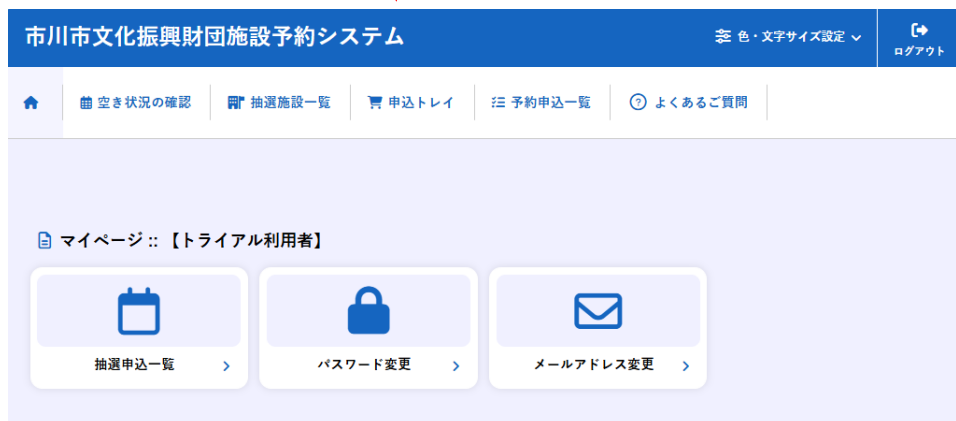 市川市文化振興財団施設予約システム
色・文字サイズ設定
ログアウト
空き状況の確認 抽選施設一覧 申込トレイ 予約申込一覧 よくあるご質問
マイページ :: 【トライアル利用者】
抽選申込一覧 パスワード変更 メールアドレス変更